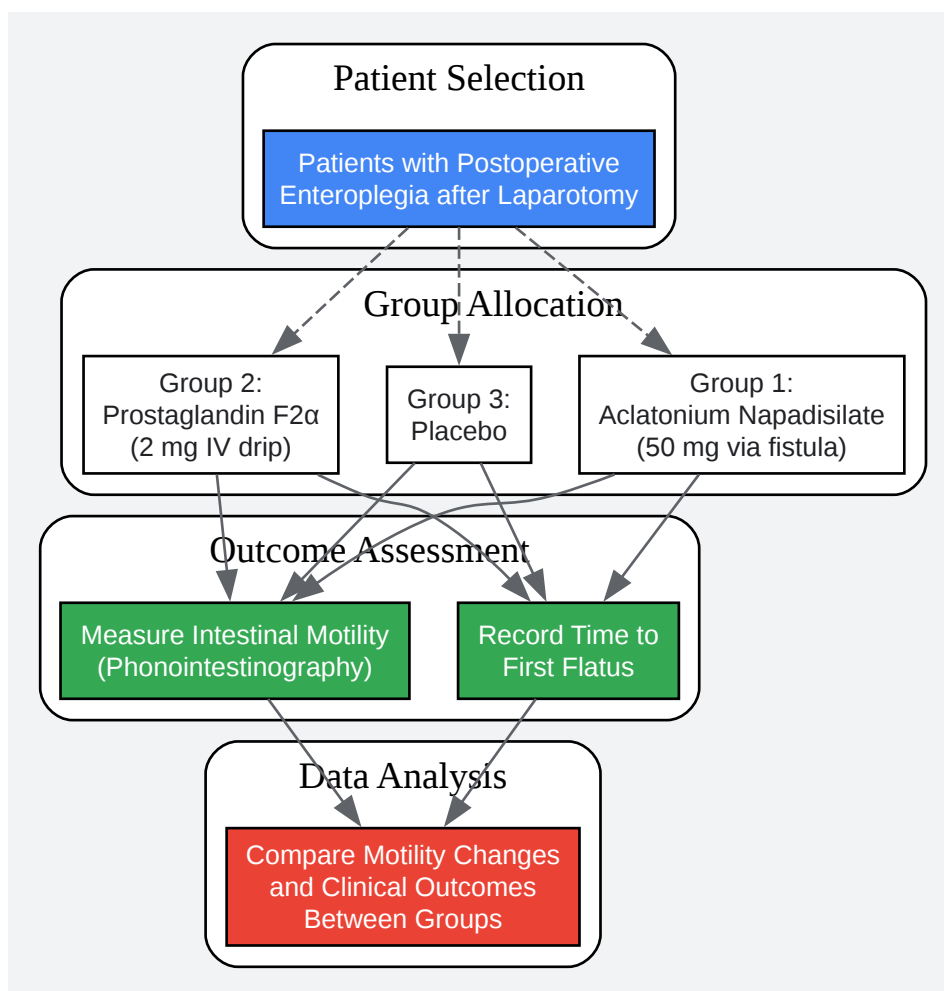 Patient Selection
Patients with Postoperative
Enteroplegia after Laparotomy
Group Allocation
Group 2:
Prostaglandin F2α
(2 mg IV drip)
Group 3:
Placebo
Group 1:
Aclatonium Napadisilate
(50 mg via fistula)
Outcome Assessment
Measure Intestinal Motility
(Phonointestinography)
Record Time to
First Flatus
Data Analysis
Compare Motility Changes
and Clinical Outcomes
Between Groups